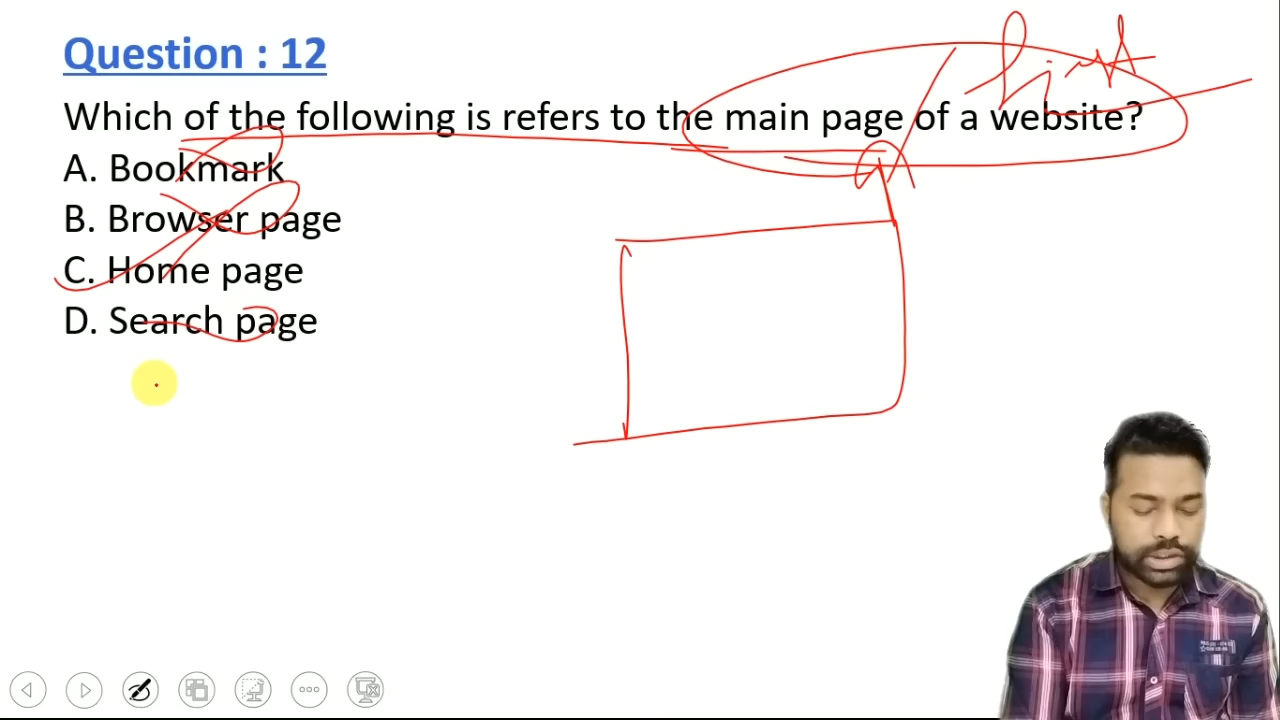 Question : 12
first
Which of the following is refers to the main page of a website?
A. Bookmark
B. Browser page
C. Home page
D. Search page